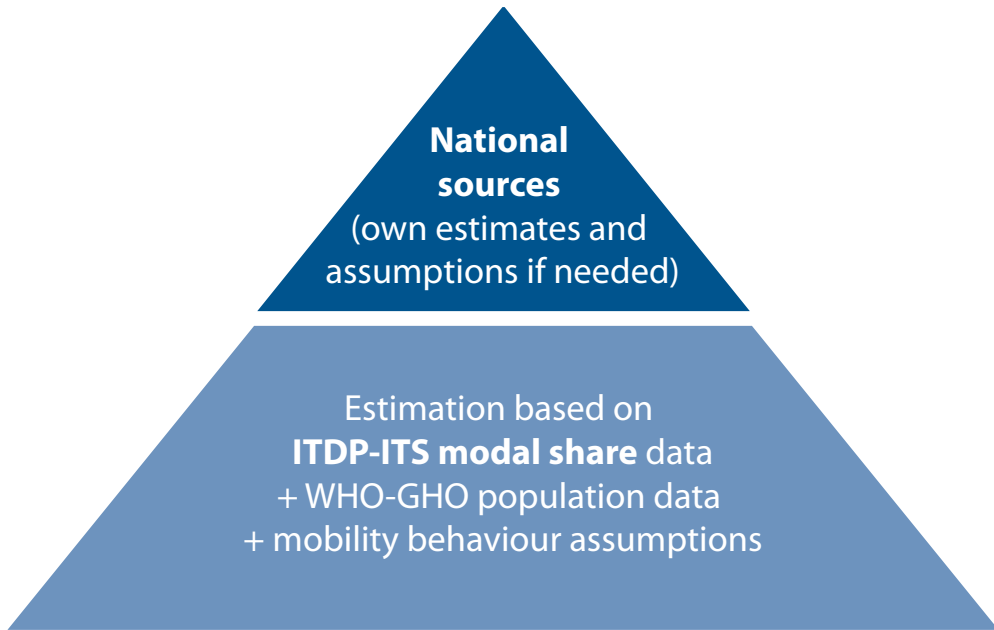 National
sources
(own estimates and
assumptions if needed)
Estimation based on
ITDP-ITS modal share data
+ WHO-GHO population data
+ mobility behaviour assumptions